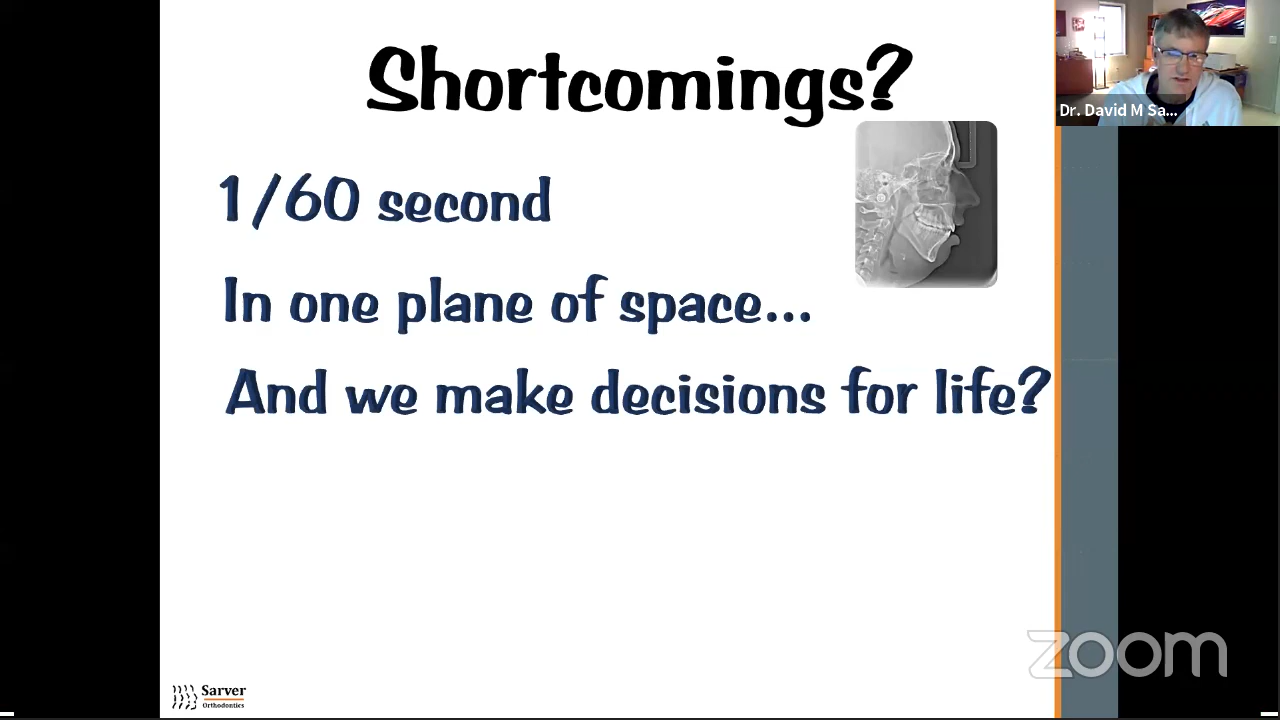 Shortcomings?
Dr. David M Sa...
1/60 second
In one plane of space...
And we make decisions for life?
zoom
Sarver
Orthodontics